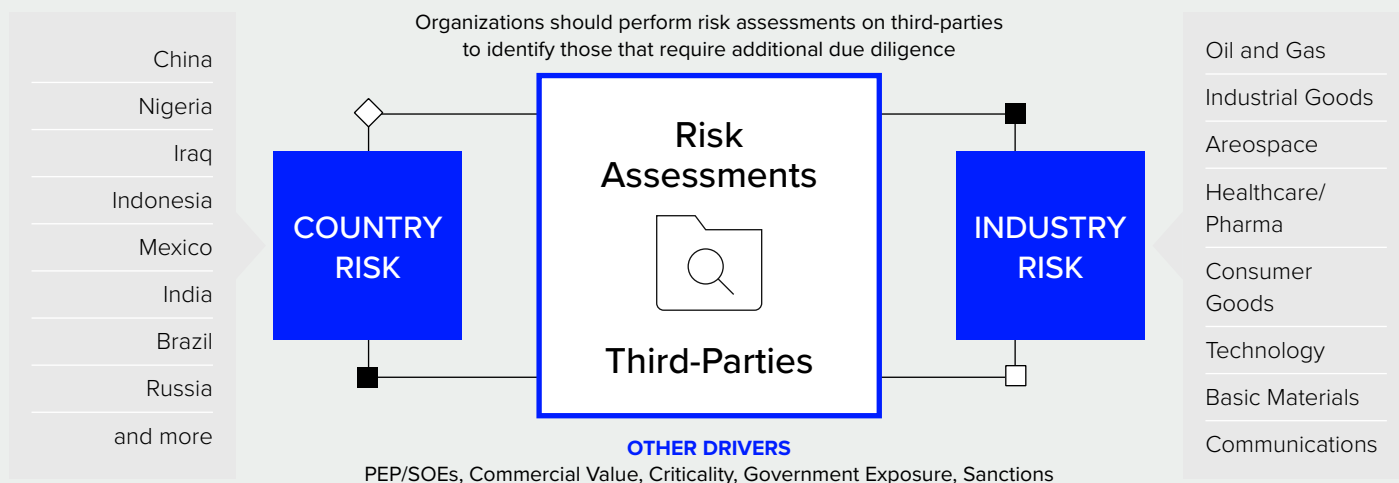 Organizations should perform risk assessments on third-parties
to identify those that require additional due diligence
China
Nigeria
Iraq
Indonesia
Mexico
India
Brazil
Russia
and more
COUNTRY
RISK
Risk
Assessments
Third-Parties
INDUSTRY
RISK
Oil and Gas
Industrial Goods
Areospace
Healthcare/
Pharma
Consumer
Goods
Technology
Basic Materials
Communications
OTHER DRIVERS
PEP/SOEs, Commercial Value, Criticality, Government Exposure, Sanctions